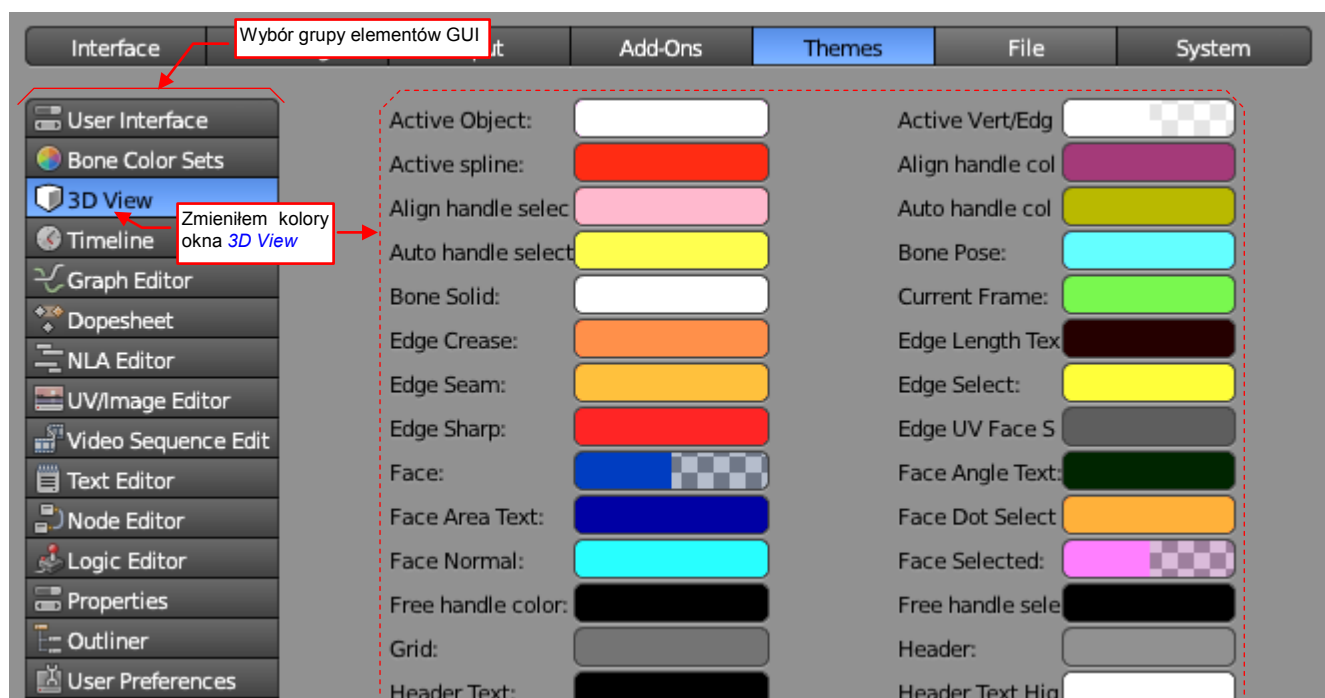 Wybór grupy elementów GUI
Interface
Add-Ons
Themes
File
System
User Interface
Bone Color Sets
3D View
Timeline
Graph Editor
Dopesheet
NLA Editor
UV/Image Editor
Video Sequence Edit
Text Editor
Node Editor
Logic Editor
Properties
Outliner
User Preferences
Zmieniłem kolory
okna 3D View
Active Object:
Active Vert/Edg
Active spline:
Align handle col
Align handle selec
Auto handle col
Auto handle select
Bone Pose:
Bone Solid:
Current Frame:
Edge Crease:
Edge Length Tex
Edge Seam:
Edge Select:
Edge Sharp:
Edge UV Face S
Face:
Face Angle Text:
Face Area Text:
Face Dot Select
Face Normal:
Face Selected:
Free handle color:
Free handle sele
Grid:
Header:
Header Text:
Header Text Hig